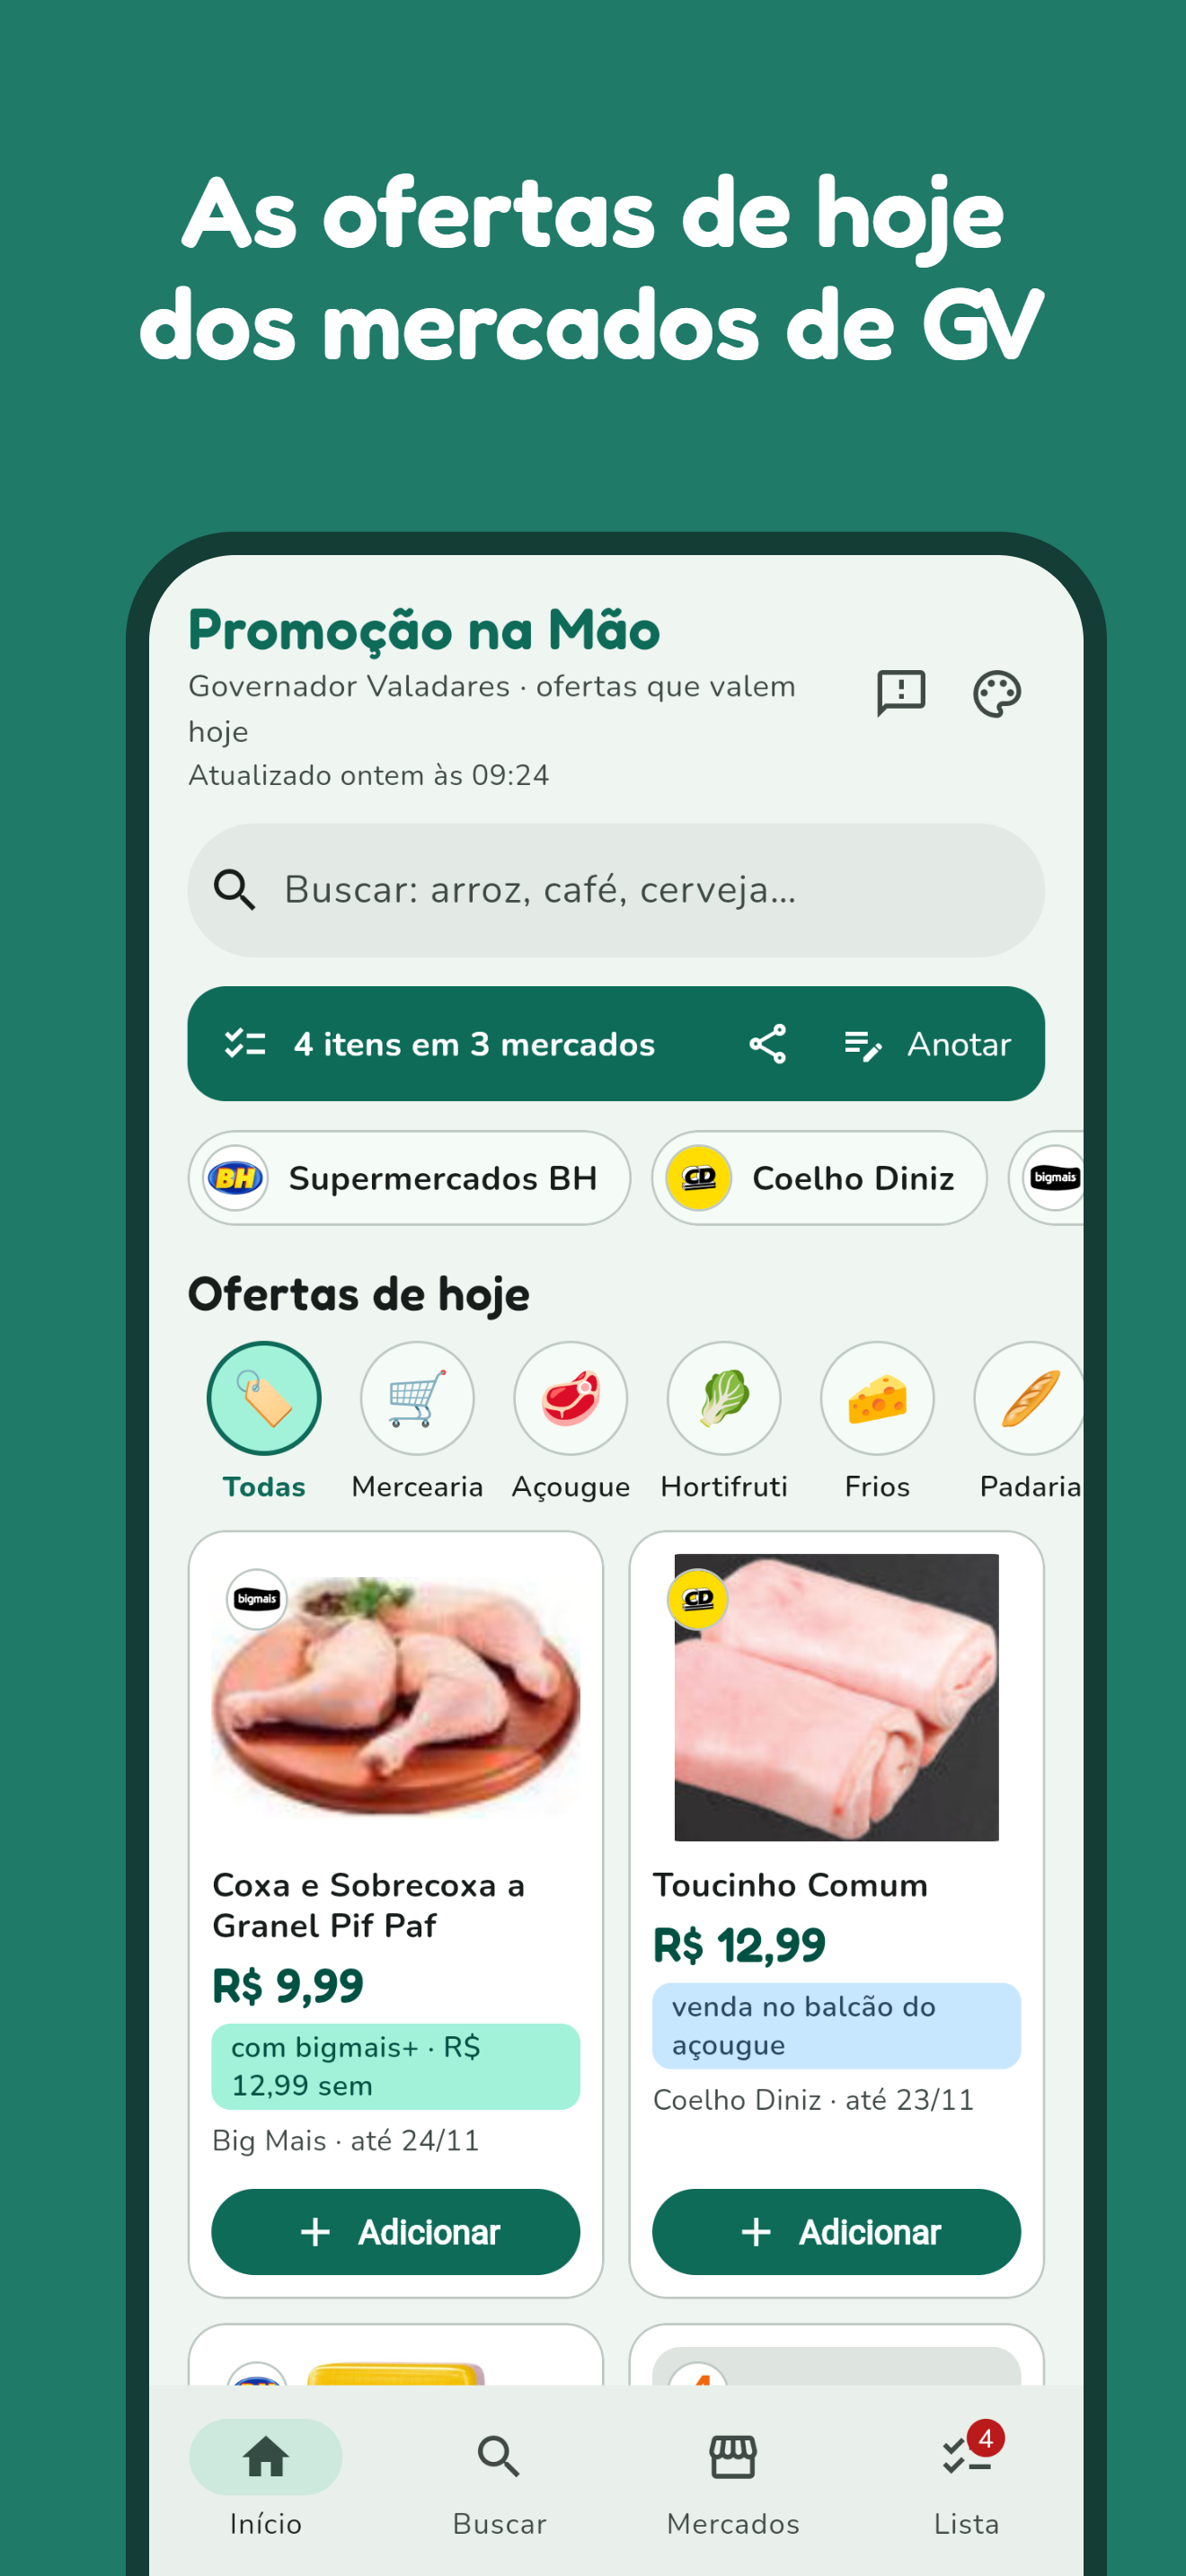 As ofertas de hoje
dos mercados de GV
Promoção na Mão
Governador Valadares · ofertas que valem
hoje
Atualizado ontem às 09:24
Buscar: arroz, café, cerveja...
4 itens em 3 mercados
Anotar
BH
Supermercados BH
CD
Coelho Diniz
bigmais
Ofertas de hoje
Todas
Mercearia
Açougue
Hortifruti
Frios
Padaria
bigmais
Coxa e Sobrecoxa a
Granel Pif Paf
R$ 9,99
com bigmais+ · R$
12,99 sem
Big Mais · até 24/11
Adicionar
CD
Toucinho Comum
R$ 12,99
venda no balcão do
açougue
Coelho Diniz · até 23/11
Adicionar
Início
Buscar
Mercados
4
Lista